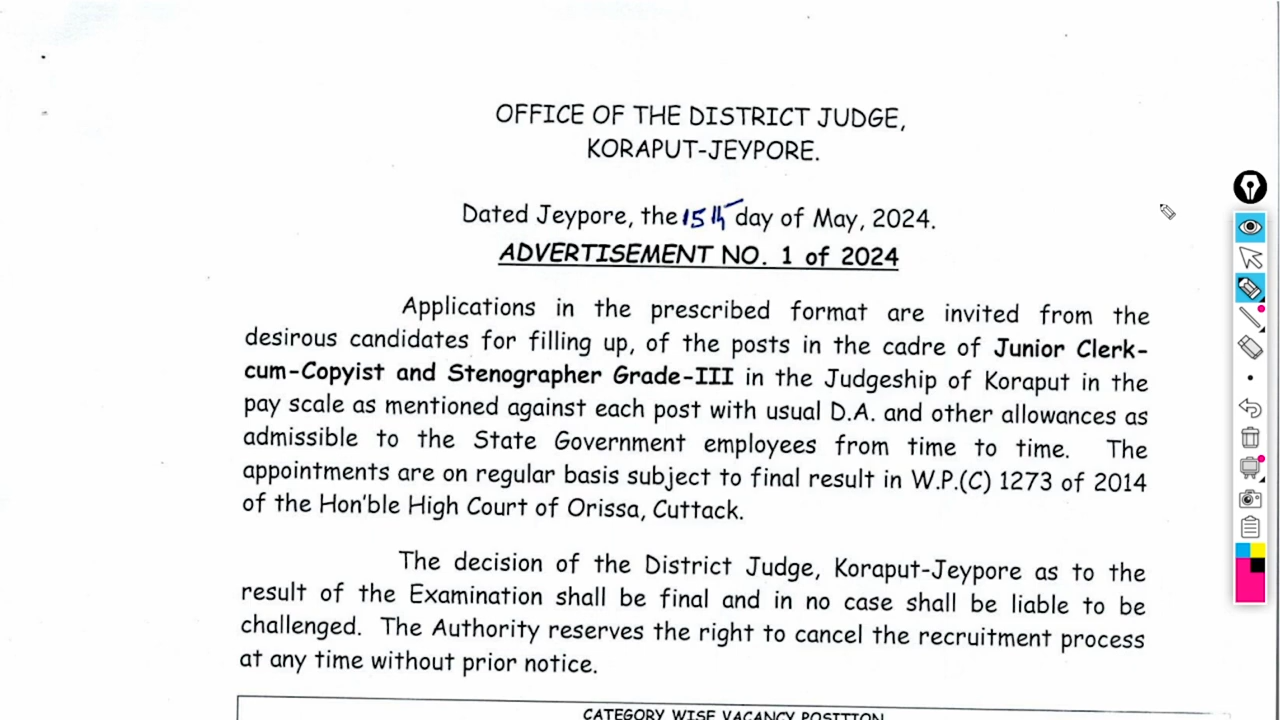 OFFICE OF THE DISTRICT JUDGE,
KORAPUT-JEYPORE.
Dated Jeypore, the 15th day of May, 2024.
ADVERTISEMENT NO. 1 of 2024
Applications in the prescribed format are invited from the
desirous candidates for filling up, of the posts in the cadre of Junior Clerk-
cum-Copyist and Stenographer Grade-III in the Judgeship of Koraput in the
pay scale as mentioned against each post with usual D.A. and other allowances as
admissible to the State Government employees from time to time. The
appointments are on regular basis subject to final result in W.P.(C) 1273 of 2014
of the Hon'ble High Court of Orissa, Cuttack.
The decision of the District Judge, Koraput-Jeypore as to the
result of the Examination shall be final and in no case shall be liable to be
challenged. The Authority reserves the right to cancel the recruitment process
at any time without prior notice.
CATEGORY WISE VACANCY POSITION